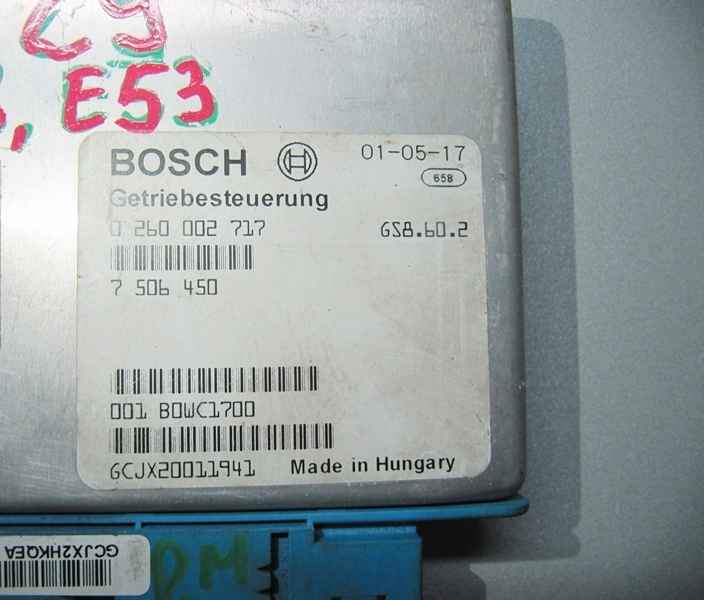 E53
BOSCH 01-05-17
658
Getriebesteuerung
0 260 002 717 GS8.60.2
7 506 450
001 B0WC1700
GCJX20011941 Made in Hungary
GCJX2HKQEA